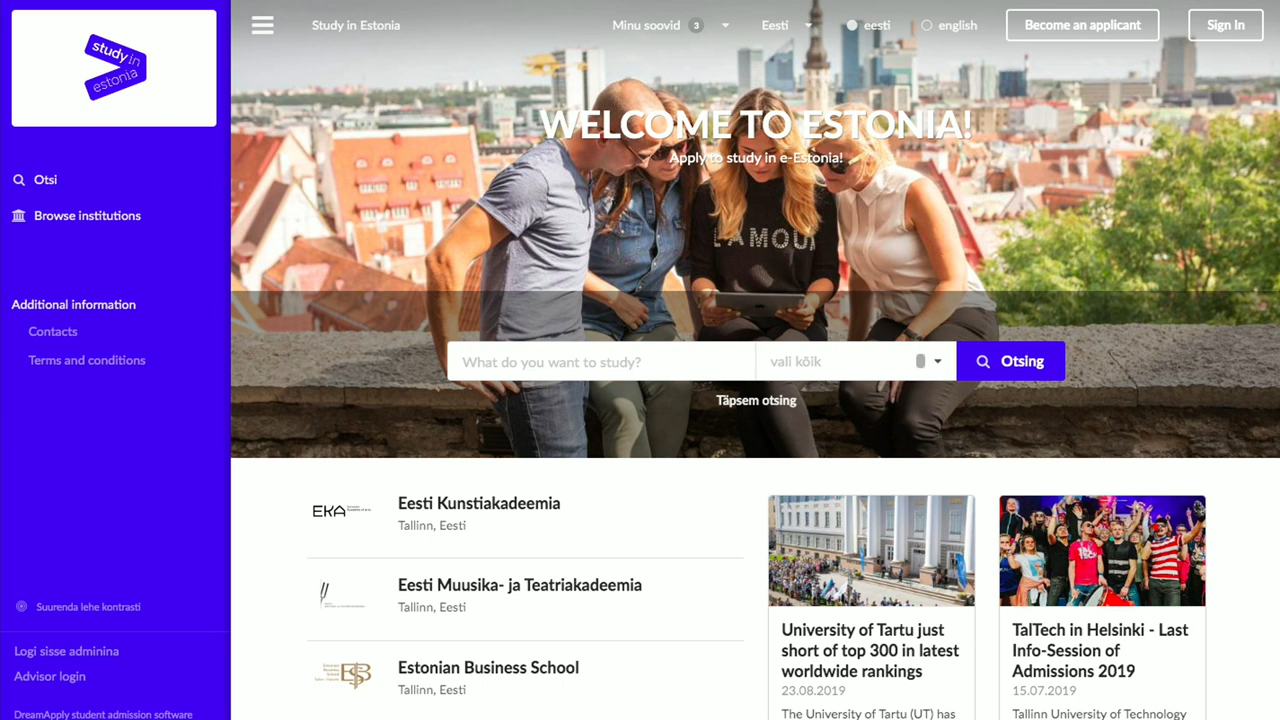 study in
estonia
Otsi
Browse institutions
Additional information
Contacts
Terms and conditions
Suurenda lehe kontrasti
Logi sisse adminina
Advisor login
DreamApply student admission software
Study in Estonia
Minu soovid 3
Eesti
eesti
english
Become an applicant
Sign In
WELCOME TO ESTONIA!
Apply to study in e-Estonia!
What do you want to study?
vali kõik
Otsing
Täpsem otsing
EKA
Eesti Kunstiakadeemia
Tallinn, Eesti
Eesti Muusika- ja Teatriakadeemia
Tallinn, Eesti
EBS
Estonian Business School
Tallinn, Eesti
University of Tartu just
short of top 300 in latest
worldwide rankings
23.08.2019
The University of Tartu (UT) has
TalTech in Helsinki - Last
Info-Session of
Admissions 2019
15.07.2019
Tallinn University of Technology